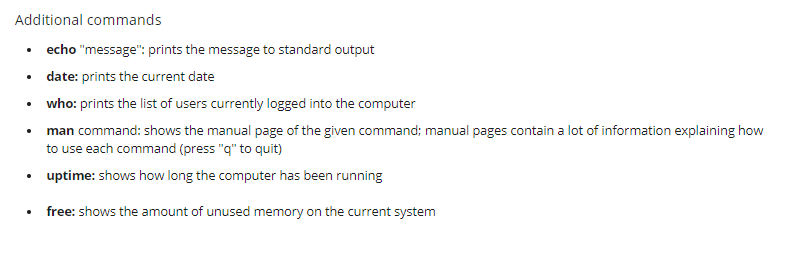 Additional commands
• echo "message": prints the message to standard output
• date: prints the current date
• who: prints the list of users currently logged into the computer
• man command: shows the manual page of the given command; manual pages contain a lot of information explaining how
to use each command (press "q" to quit)
• uptime: shows how long the computer has been running
• free: shows the amount of unused memory on the current system